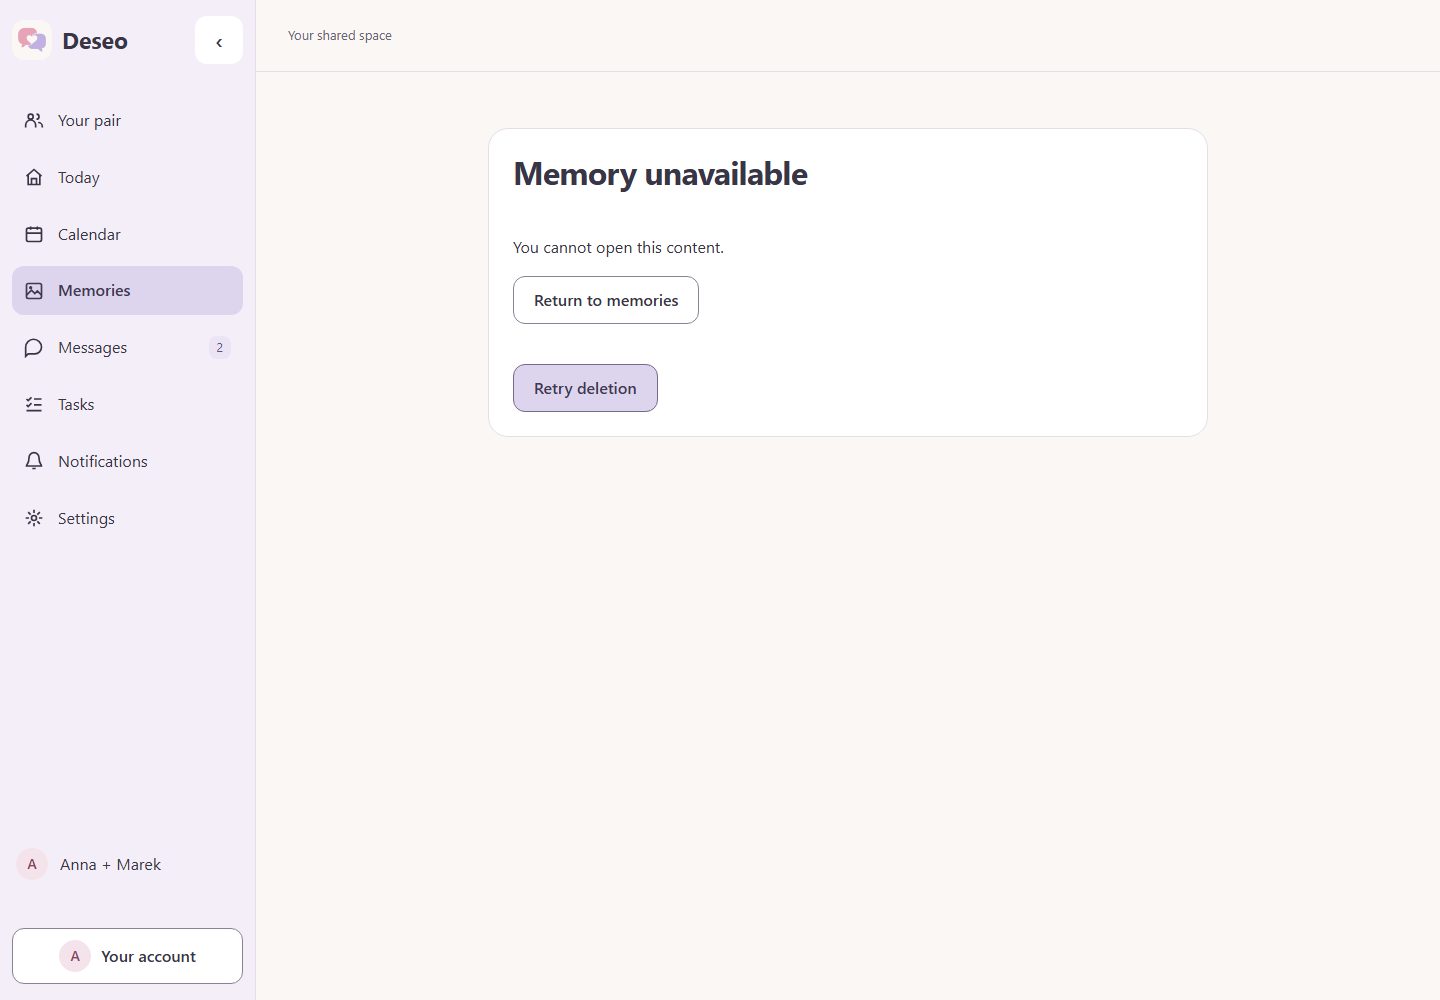 Deseo
‹
Your shared space
Your pair
Today
Calendar
Memories
Messages 2
Tasks
Notifications
Settings
Memory unavailable
You cannot open this content.
Return to memories
Retry deletion
A Anna + Marek
A Your account